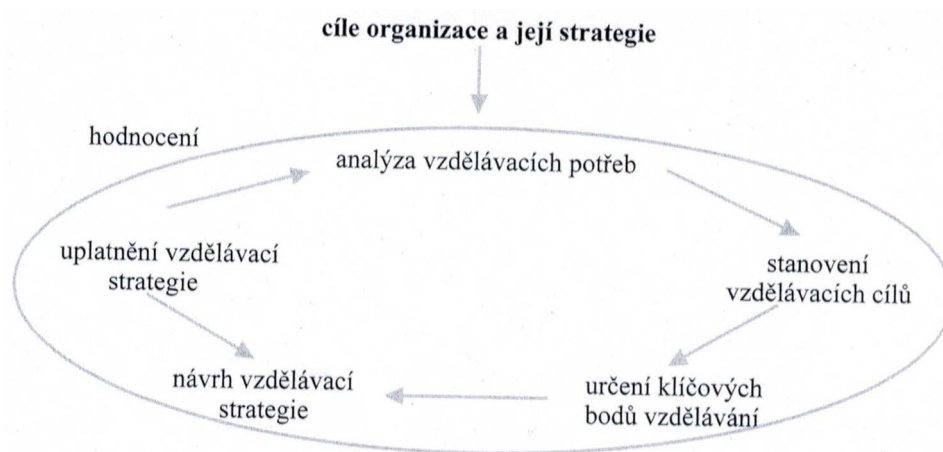 cíle organizace a její strategie
hodnocení
analýza vzdělávacích potřeb
uplatnění vzdělávací
strategie
stanovení
vzdělávacích cílů
návrh vzdělávací
strategie
určení klíčových
bodů vzdělávání